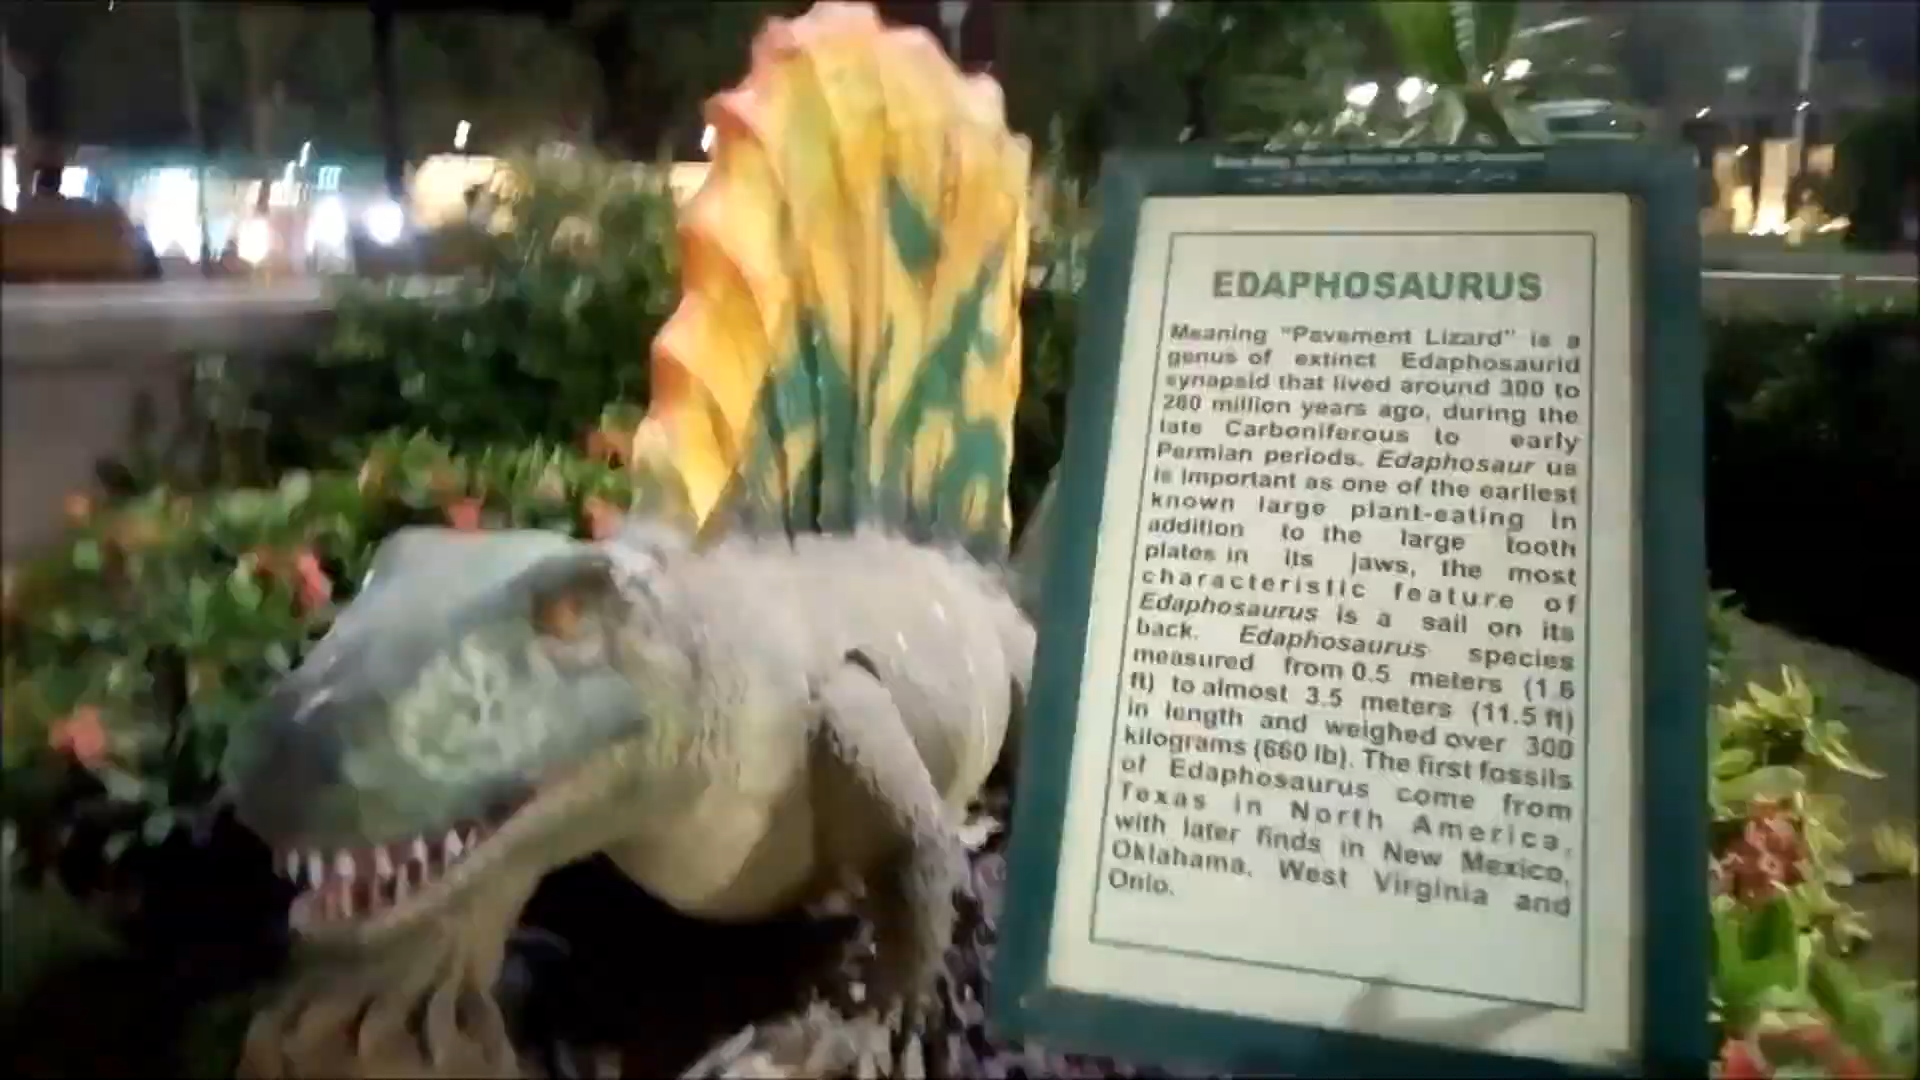 EDAPHOSAURUS
Meaning "Pavement Lizard" is a
genus of extinct Edaphosaurid
synapsid that lived around 300 to
280 million years ago, during the
late Carboniferous to early
Permian periods. Edaphosaur us
is important as one of the earliest
known large plant-eating in
addition to the large tooth
plates in its jaws, the most
characteristic feature of
Edaphosaurus is a sail on its
back. Edaphosaurus species
measured from 0.5 meters (1.6
ft) to almost 3.5 meters (11.5 ft)
in length and weighed over 300
kilograms (660 lb). The first fossils
of Edaphosaurus come from
Texas in North America,
with later finds in New Mexico,
Oklahama, West Virginia and
Onio.